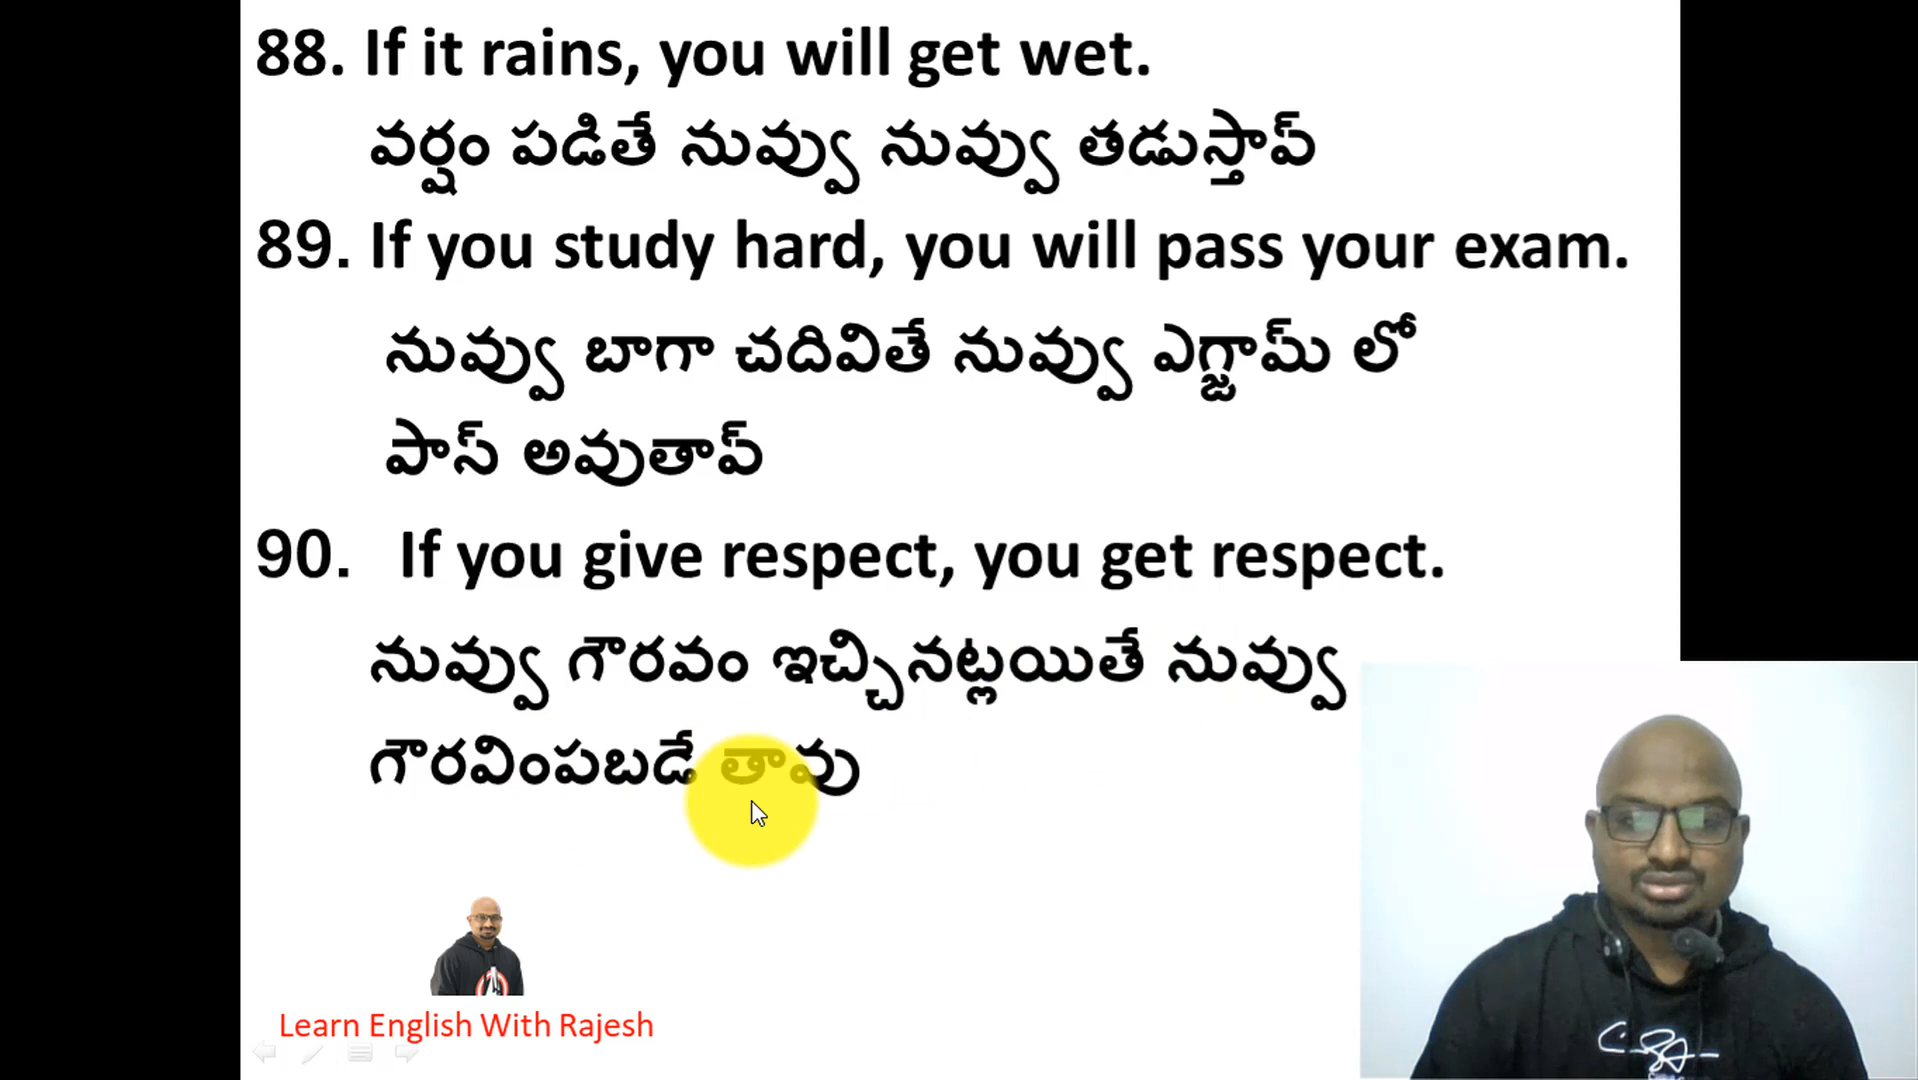 88. If it rains, you will get wet.
వర్షం పడితే నువ్వు నువ్వు తడుస్తావ్
89. If you study hard, you will pass your exam.
నువ్వు బాగా చదివితే నువ్వు ఎగ్జామ్ లో
పాస్ అవుతావ్
90. If you give respect, you get respect.
నువ్వు గౌరవం ఇచ్చినట్లయితే నువ్వు
గౌరవింపబడే తావు
Learn English With Rajesh